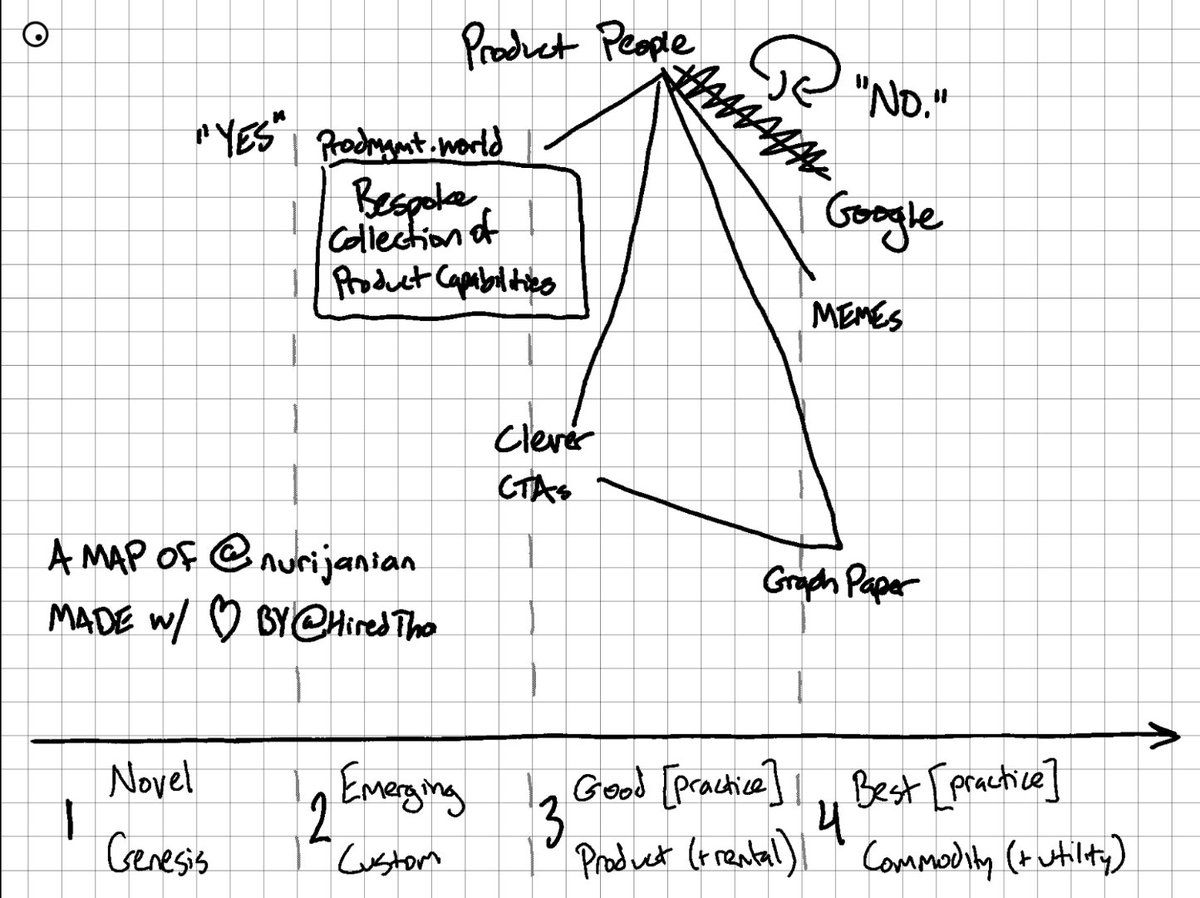 Product People
"NO."
"YES"
Prodmgmt.world
Bespoke
Collection of
Product Capabilities
Google
MEMEs
Clever
CTAs
Graph Paper
A MAP OF @nurijanian
MADE w/ ♡ BY @HiredTho
1
Novel
Genesis
2
Emerging
Custom
3
Good [practice]
Product (+rental)
4
Best [practice]
Commodity (+utility)